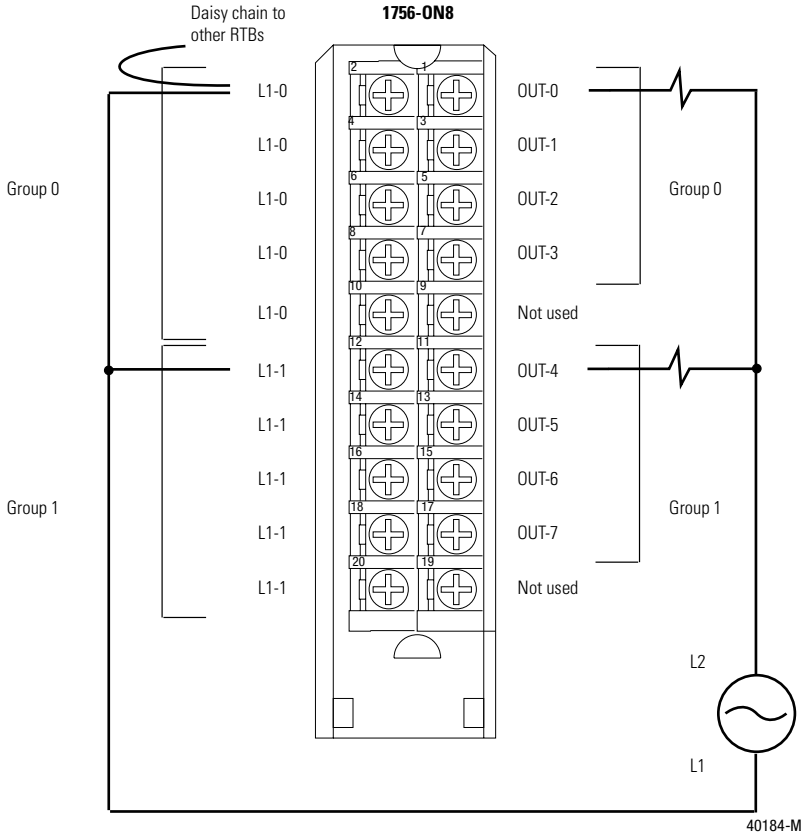 Daisy chain to
other RTBs
1756-ON8
2 1
L1-0 OUT-0
4 3
L1-0 OUT-1
6 5
Group 0 L1-0 OUT-2 Group 0
8 7
L1-0 OUT-3
10 9
L1-0 Not used
12 11
L1-1 OUT-4
14 13
L1-1 OUT-5
16 15
L1-1 OUT-6
Group 1 Group 1
18 17
L1-1 OUT-7
20 19
L1-1 Not used
L2
L1
40184-M